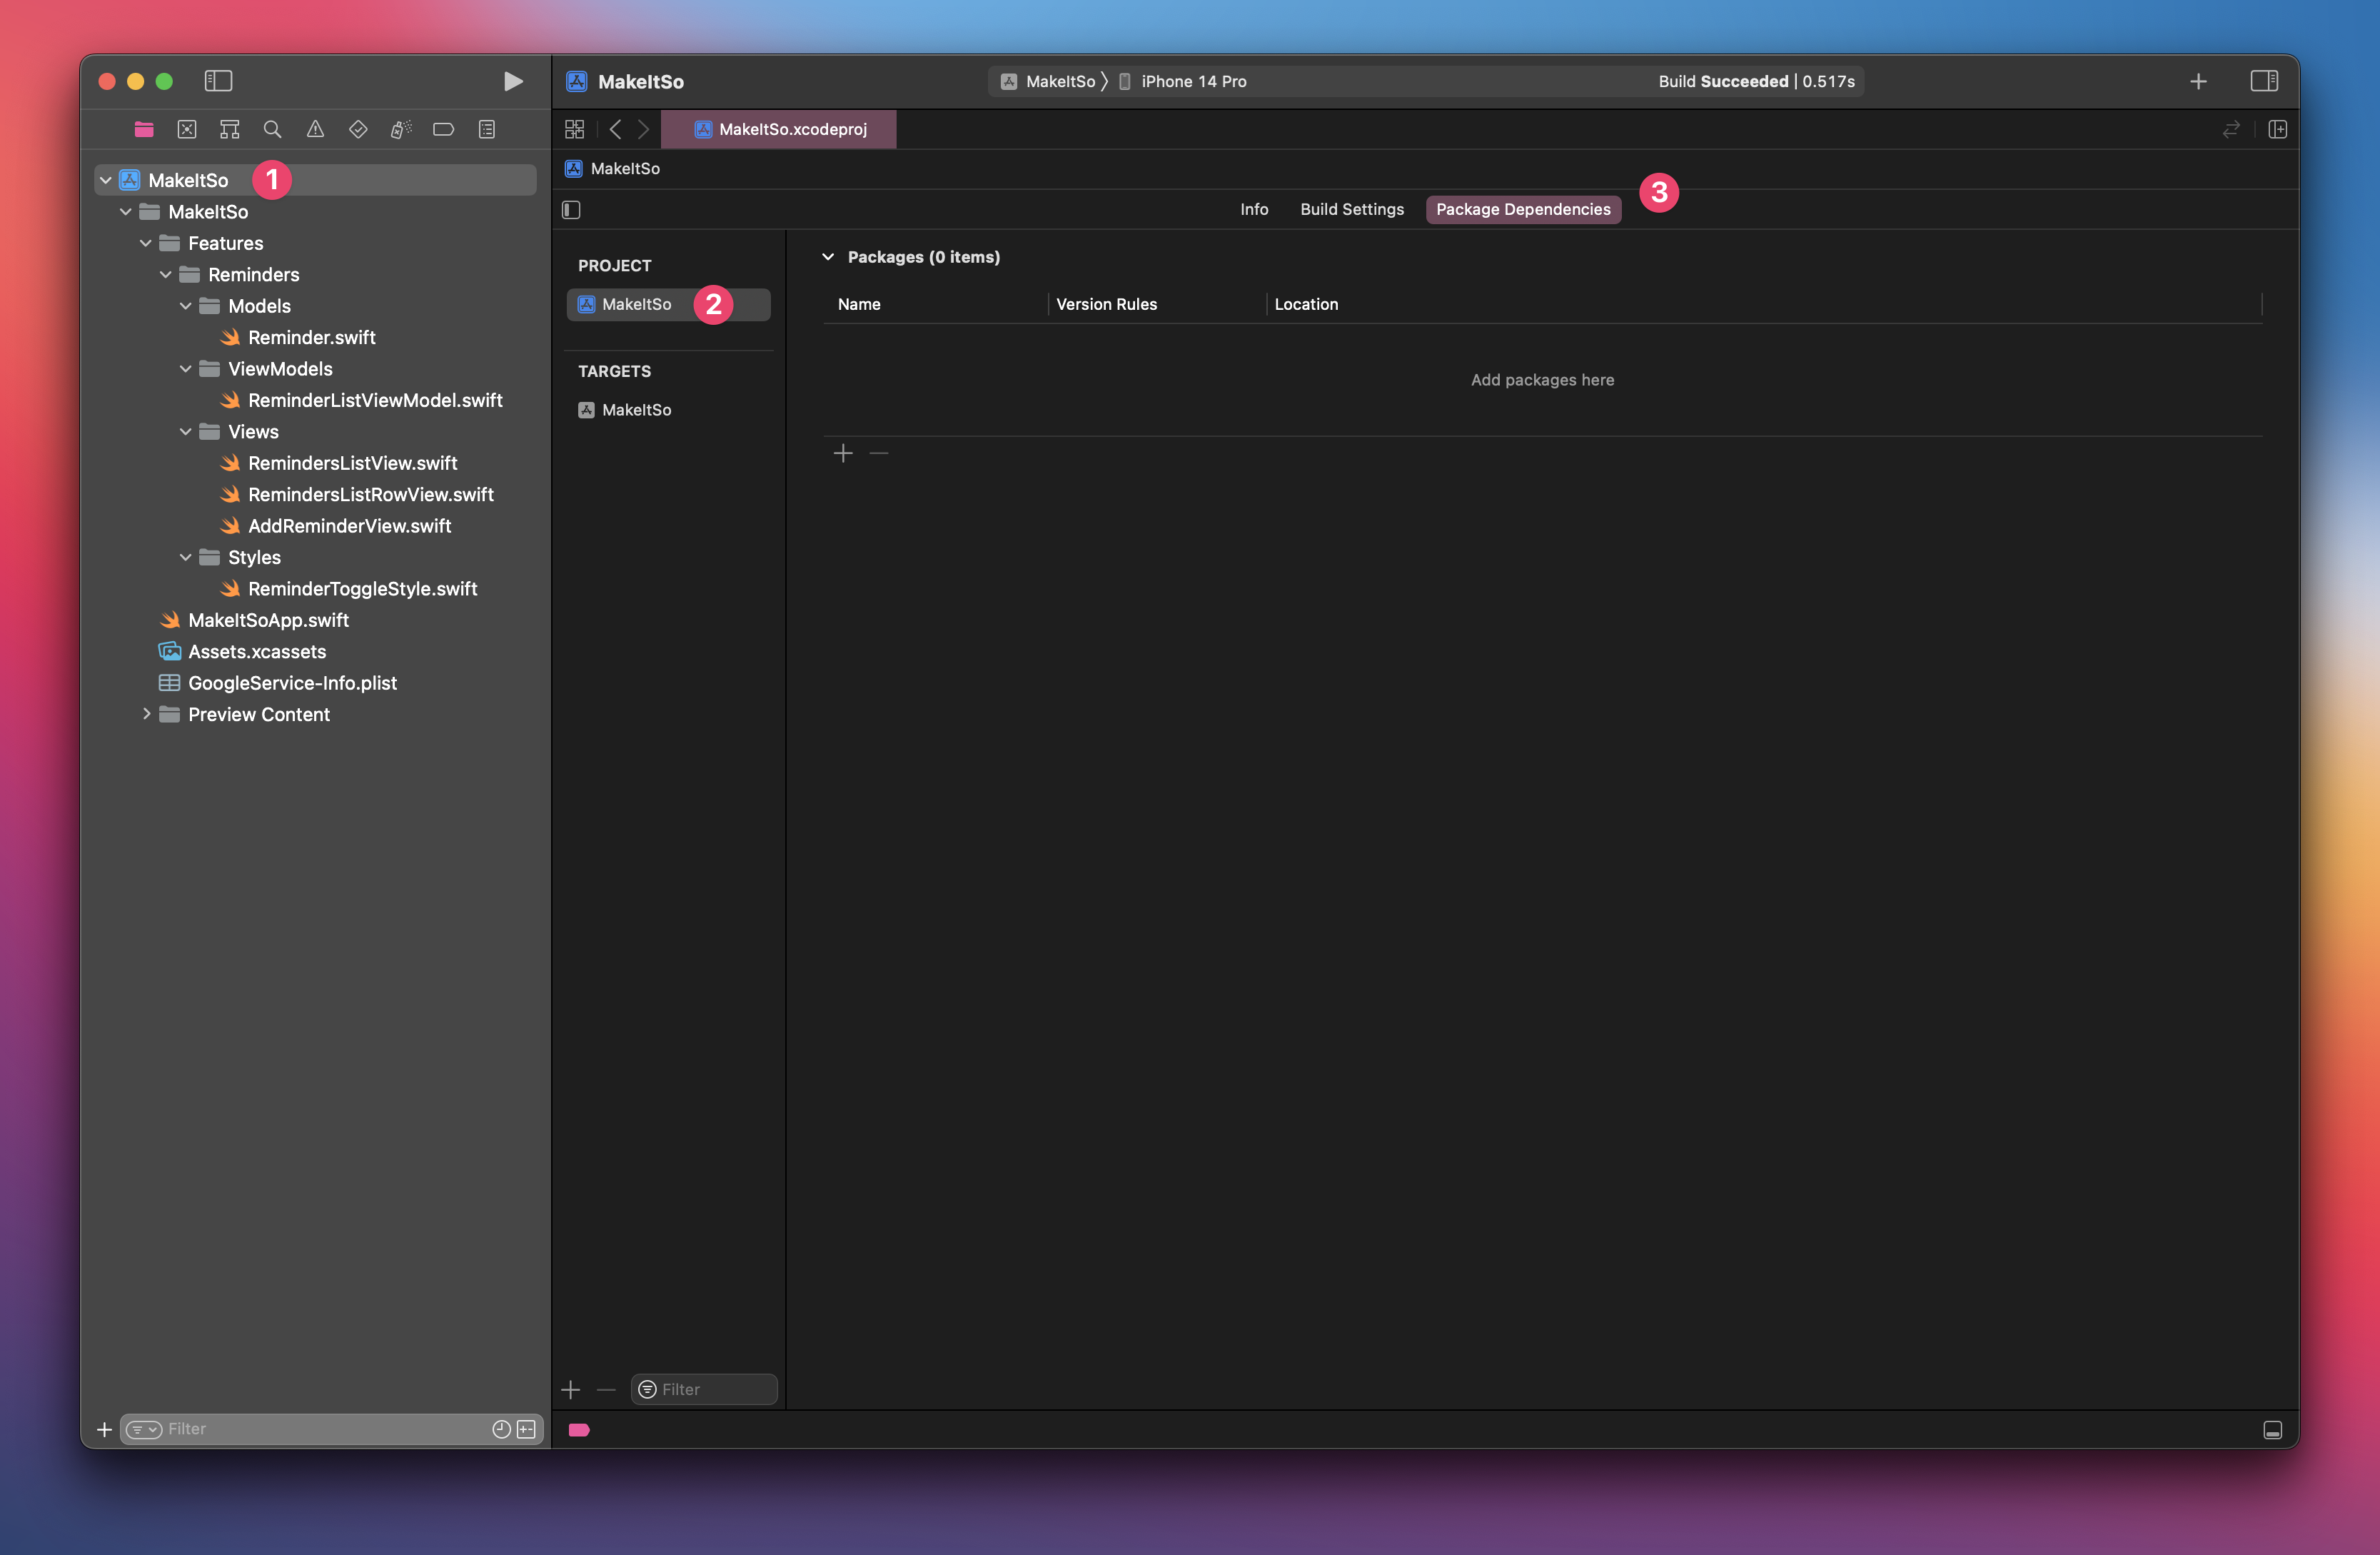 MakeItSo
MakeItSo
iPhone 14 Pro
Build Succeeded | 0.517s
MakeItSo.xcodeproj
MakeItSo
MakeItSo
1
MakeItSo
Features
Reminders
Models
Reminder.swift
ViewModels
ReminderListViewModel.swift
Views
RemindersListView.swift
RemindersListRowView.swift
AddReminderView.swift
Styles
ReminderToggleStyle.swift
MakeItSoApp.swift
Assets.xcassets
GoogleService-Info.plist
Preview Content
Filter
Info
Build Settings
Package Dependencies
3
PROJECT
MakeItSo
2
TARGETS
MakeItSo
Filter
Packages (0 items)
Name
Version Rules
Location
Add packages here